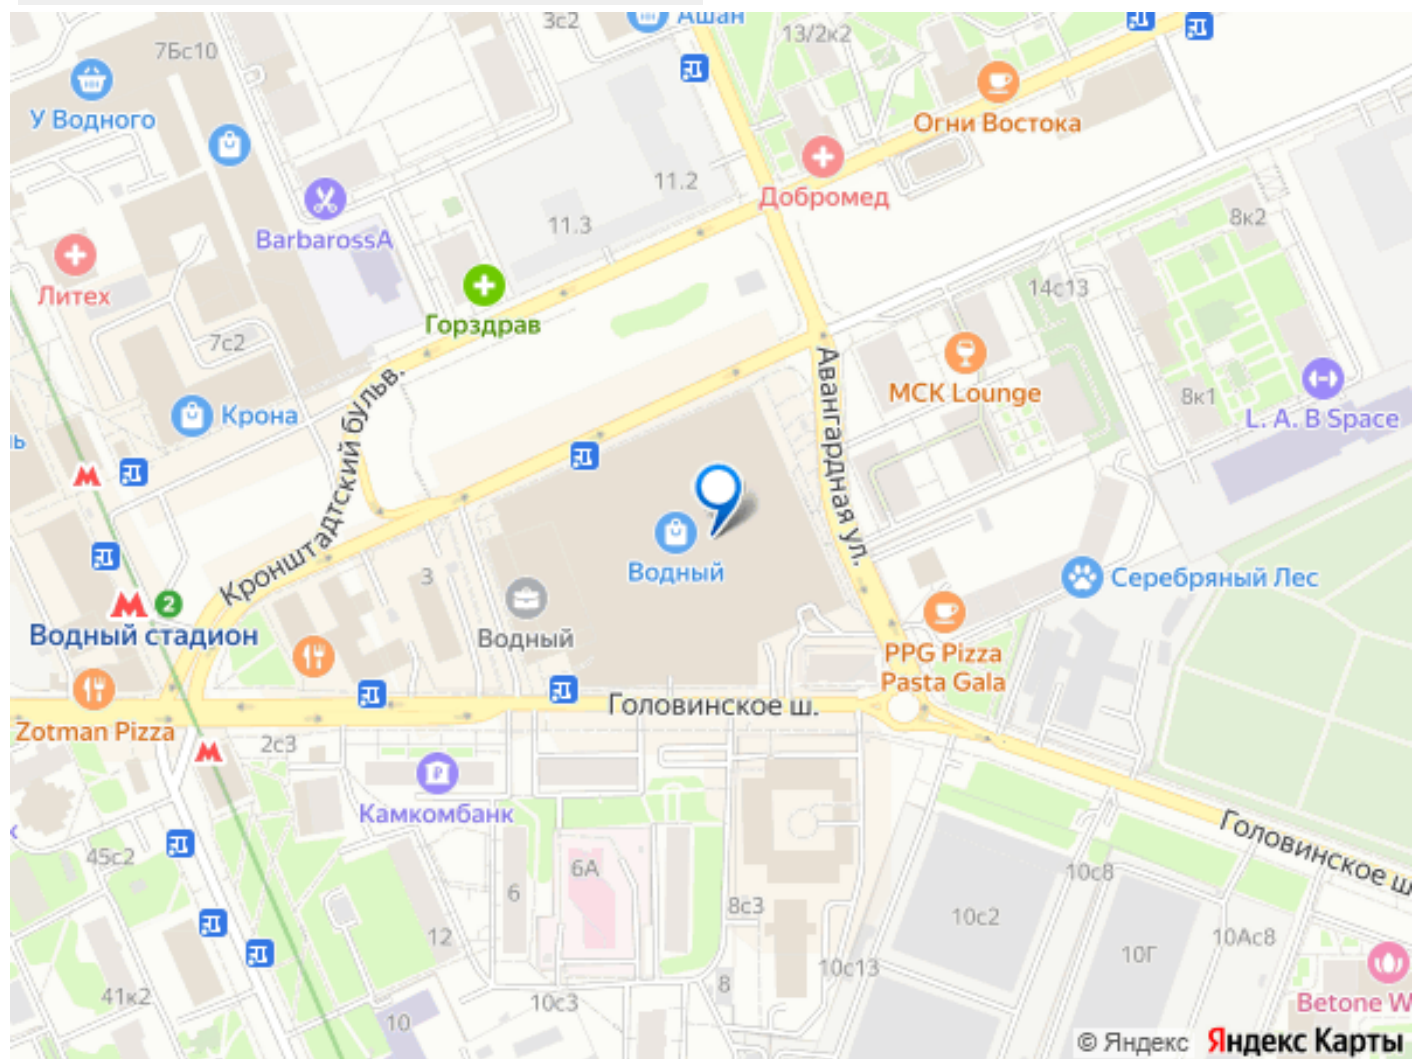 Ашан
3с2
7Бс10
13/2к2
У Водного
Огни Востока
11.2
Добромед
11.3
8к2
BarbarossA
Литех
14с13
Горздрав
7с2
Авангардная ул.
МСК Lounge
8к1
L. A. B Space
Крона
Кронштадтский бульв.
3
Водный
Серебряный Лес
2
Водный стадион
Водный
PPG Pizza
Pasta Gala
Головинское ш.
Zotman Pizza
2с3
Камкомбанк
Головинское ш.
45с2
6А
6
10с8
8с3
10с2
12
10Ас8
10Г
10с13
8
41к2
10с3
10
Betone W
© Яндекс Яндекс Карты